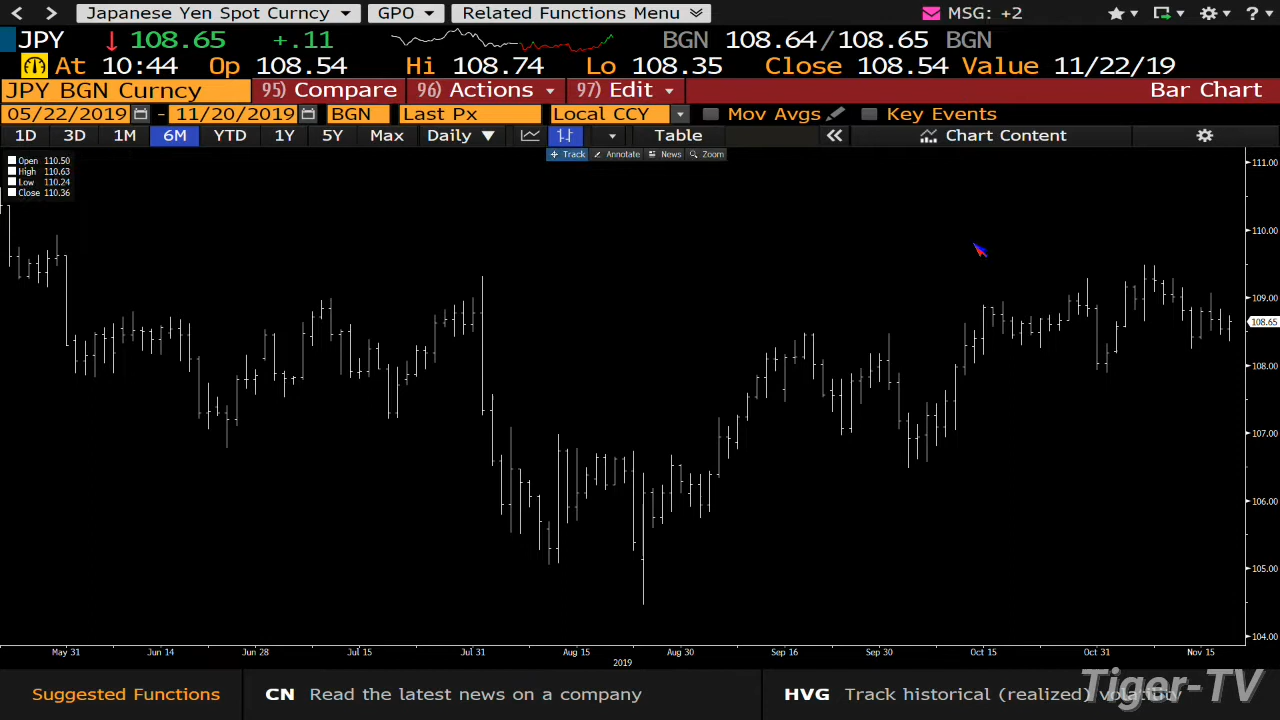 Japanese Yen Spot Curncy GPO Related Functions Menu MSG: +2 ?
JPY 108.65 +.11 BGN 108.64/108.65 BGN
At 10:44 Op 108.54 Hi 108.74 Lo 108.35 Close 108.54 Value 11/22/19
JPY BGN Curncy 95) Compare 96) Actions 97) Edit Bar Chart
05/22/2019 - 11/20/2019 BGN Last Px Local CCY Mov Avgs Key Events
1D 3D 1M 6M YTD 1Y 5Y Max Daily ▼ Table Chart Content
Track Annotate News Zoom
Open 110.50
High 110.63
Low 110.24
Close 110.36
111.00
110.00
109.00
108.65
108.00
107.00
106.00
105.00
104.00
May 31 Jun 14 Jun 28 Jul 15 Jul 31 Aug 15 Aug 30 Sep 16 Sep 30 Oct 15 Oct 31 Nov 15
2019
Suggested Functions CN Read the latest news on a company HVG Track historical (realized) volatility
Tiger-TV